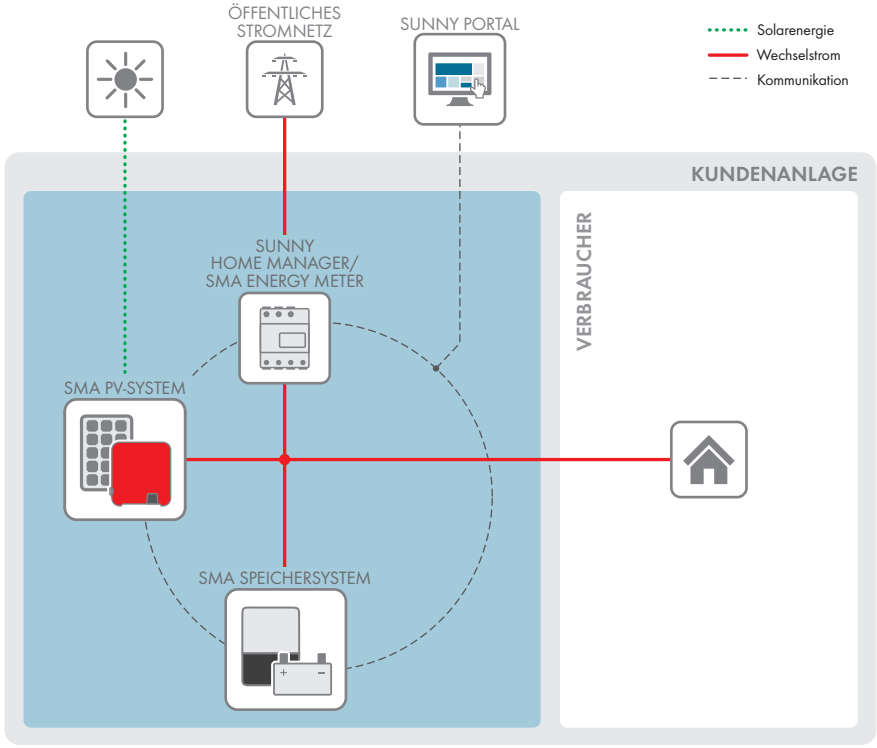 ÖFFENTLICHES
STROMNETZ
SUNNY PORTAL
Solarenergie
Wechselstrom
Kommunikation
KUNDENANLAGE
VERBRAUCHER
SUNNY
HOME MANAGER/
SMA ENERGY METER
SMA PV-SYSTEM
SMA SPEICHERSYSTEM
+ −